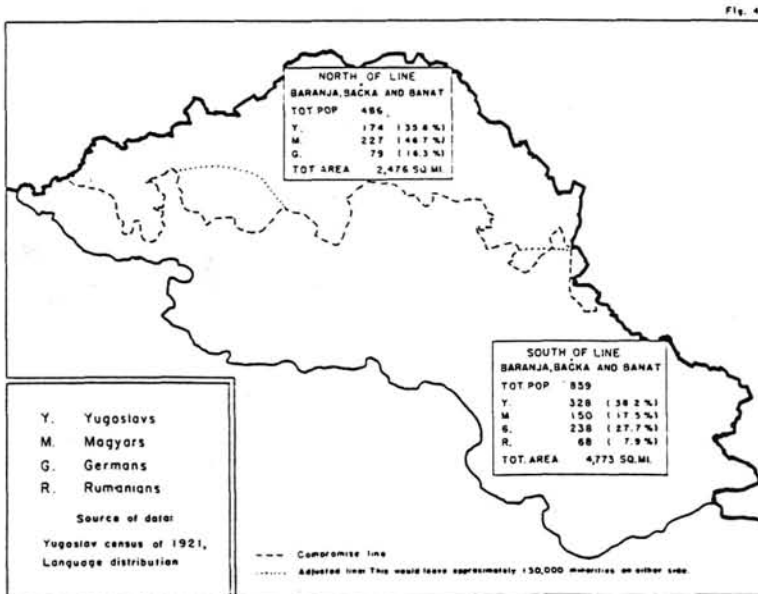 Fig. 4
NORTH OF LINE
BARANJA, BAČKA AND BANAT
TOT. POP 486
Y. 174 (35.8 %)
M. 227 (46.7 %)
G. 79 (16.3 %)
TOT AREA 2,476 SQ.MI.
SOUTH OF LINE
BARANJA, BAČKA AND BANAT
TOT. POP 859
Y. 328 (38.2 %)
M 150 (17.5 %)
G. 238 (27.7 %)
R. 68 (7.9 %)
TOT. AREA 4,773 SQ.MI.
Y. Yugoslavs
M. Magyars
G. Germans
R. Rumanians
Source of data:
Yugoslav census of 1921,
Language distribution
Compromise line
Adjusted line: This would leave approximately 150,000 minorities on either side.